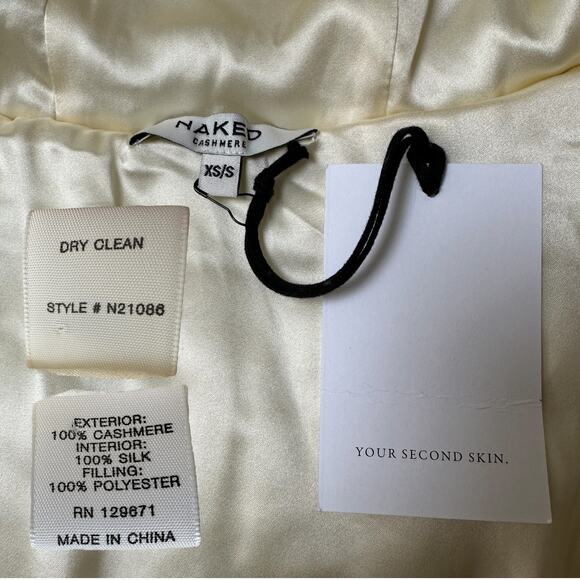 NAKED
CASHMERE
XS/S
DRY CLEAN
STYLE # N21086
EXTERIOR:
100% CASHMERE
INTERIOR:
100% SILK
FILLING:
100% POLYESTER
RN 129671
MADE IN CHINA
YOUR SECOND SKIN.